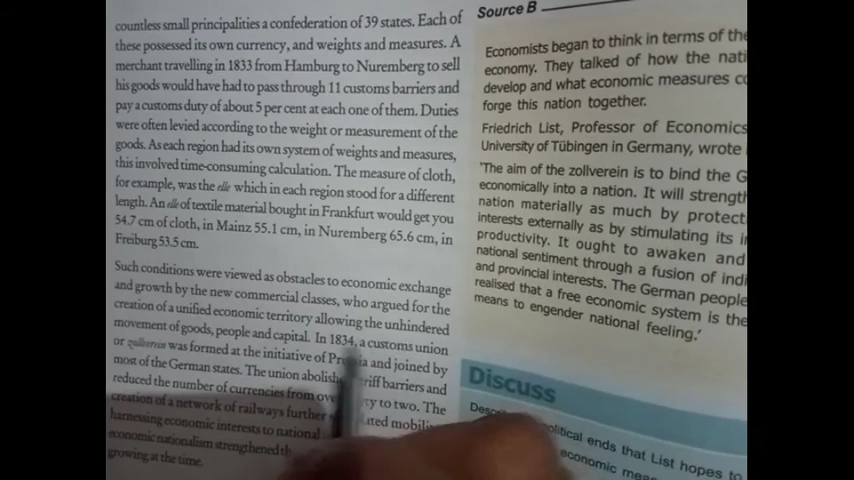 countless small principalities a confederation of 39 states. Each of
these possessed its own currency, and weights and measures. A
merchant travelling in 1833 from Hamburg to Nuremberg to sell
his goods would have had to pass through 11 customs barriers and
pay a customs duty of about 5 per cent at each one of them. Duties
were often levied according to the weight or measurement of the
goods. As each region had its own system of weights and measures,
this involved time-consuming calculation. The measure of cloth,
for example, was the elle which in each region stood for a different
length. An elle of textile material bought in Frankfurt would get you
54.7 cm of cloth, in Mainz 55.1 cm, in Nuremberg 65.6 cm, in
Freiburg 53.5 cm.
Such conditions were viewed as obstacles to economic exchange
and growth by the new commercial classes, who argued for the
creation of a unified economic territory allowing the unhindered
movement of goods, people and capital. In 1834, a customs union
or zollverein was formed at the initiative of Pr ia and joined by
most of the German states. The union abolish riff barriers and
reduced the number of currencies from ov ty to two. The
creation of a network of railways further ated mobili
harnessing economic interests to national
economic nationalism strengthened th
growing at the time.
Source B
Economists began to think in terms of the
economy. They talked of how the nati
develop and what economic measures c
forge this nation together.
Friedrich List, Professor of Economics
University of Tübingen in Germany, wrote
'The aim of the zollverein is to bind the G
economically into a nation. It will strength
nation materially as much by protect
interests externally as by stimulating its i
productivity. It ought to awaken and
national sentiment through a fusion of indi
and provincial interests. The German people
realised that a free economic system is the
means to engender national feeling.'
Discuss
Des olitical ends that List hopes to
economic mea